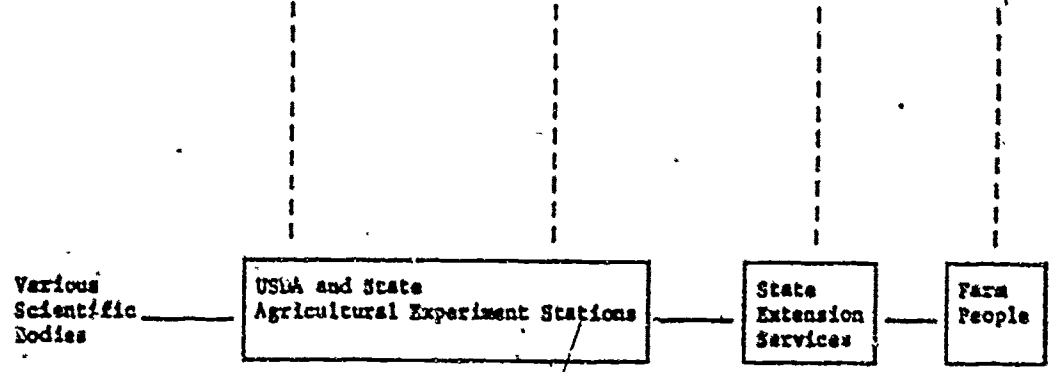 Various
Scientific
Bodies
USDA and State
Agricultural Experiment Stations
State
Extension
Services
Farm
People